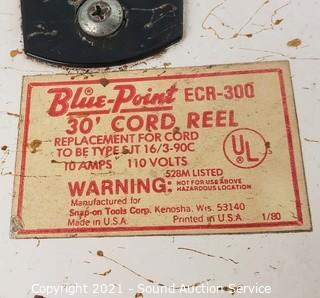 Blue-Point ECR-300
30' CORD REEL
REPLACEMENT FOR CORD
TO BE TYPE SJT 16/3-90C
10 AMPS 110 VOLTS
UL
528M LISTED
WARNING: NOT FOR USE ABOVE
HAZARDOUS LOCATION
Manufactured for
Snap-on Tools Corp. Kenosha, Wis. 53140
Made in U.S.A. Printed in U.S.A. 1/80
Copyright 2021 - Sound Auction Service